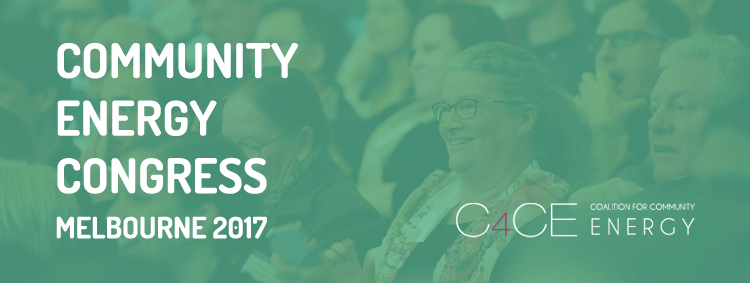 COMMUNITY
ENERGY
CONGRESS
MELBOURNE 2017
C4CE COALITION FOR COMMUNITY
ENERGY